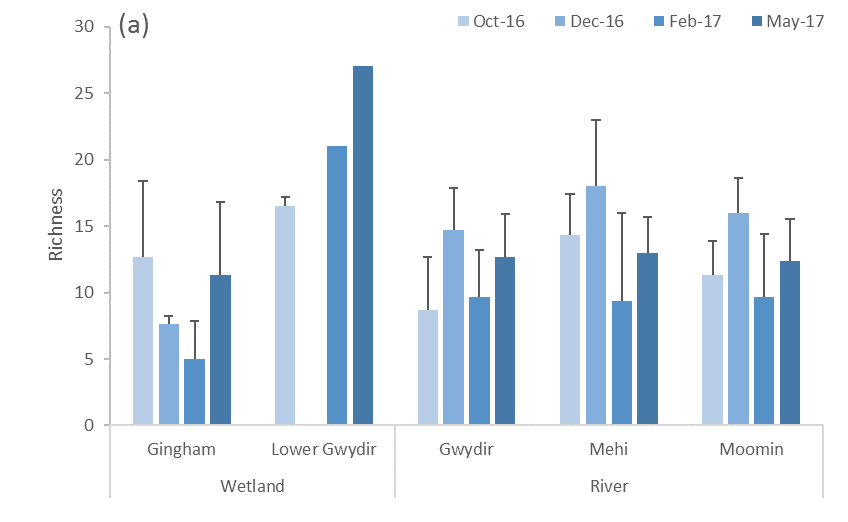 (a)
Oct-16 Dec-16 Feb-17 May-17
30
25
20
15
10
5
0
Richness
Gingham Lower Gwydir Gwydir Mehi Moomin
Wetland River